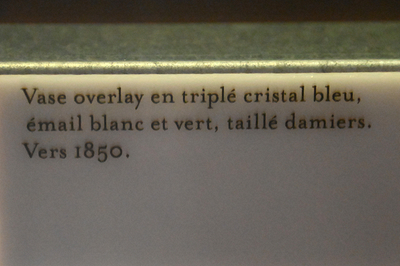 Vase overlay en triplé cristal bleu,
émail blanc et vert, taillé damiers.
Vers 1850.